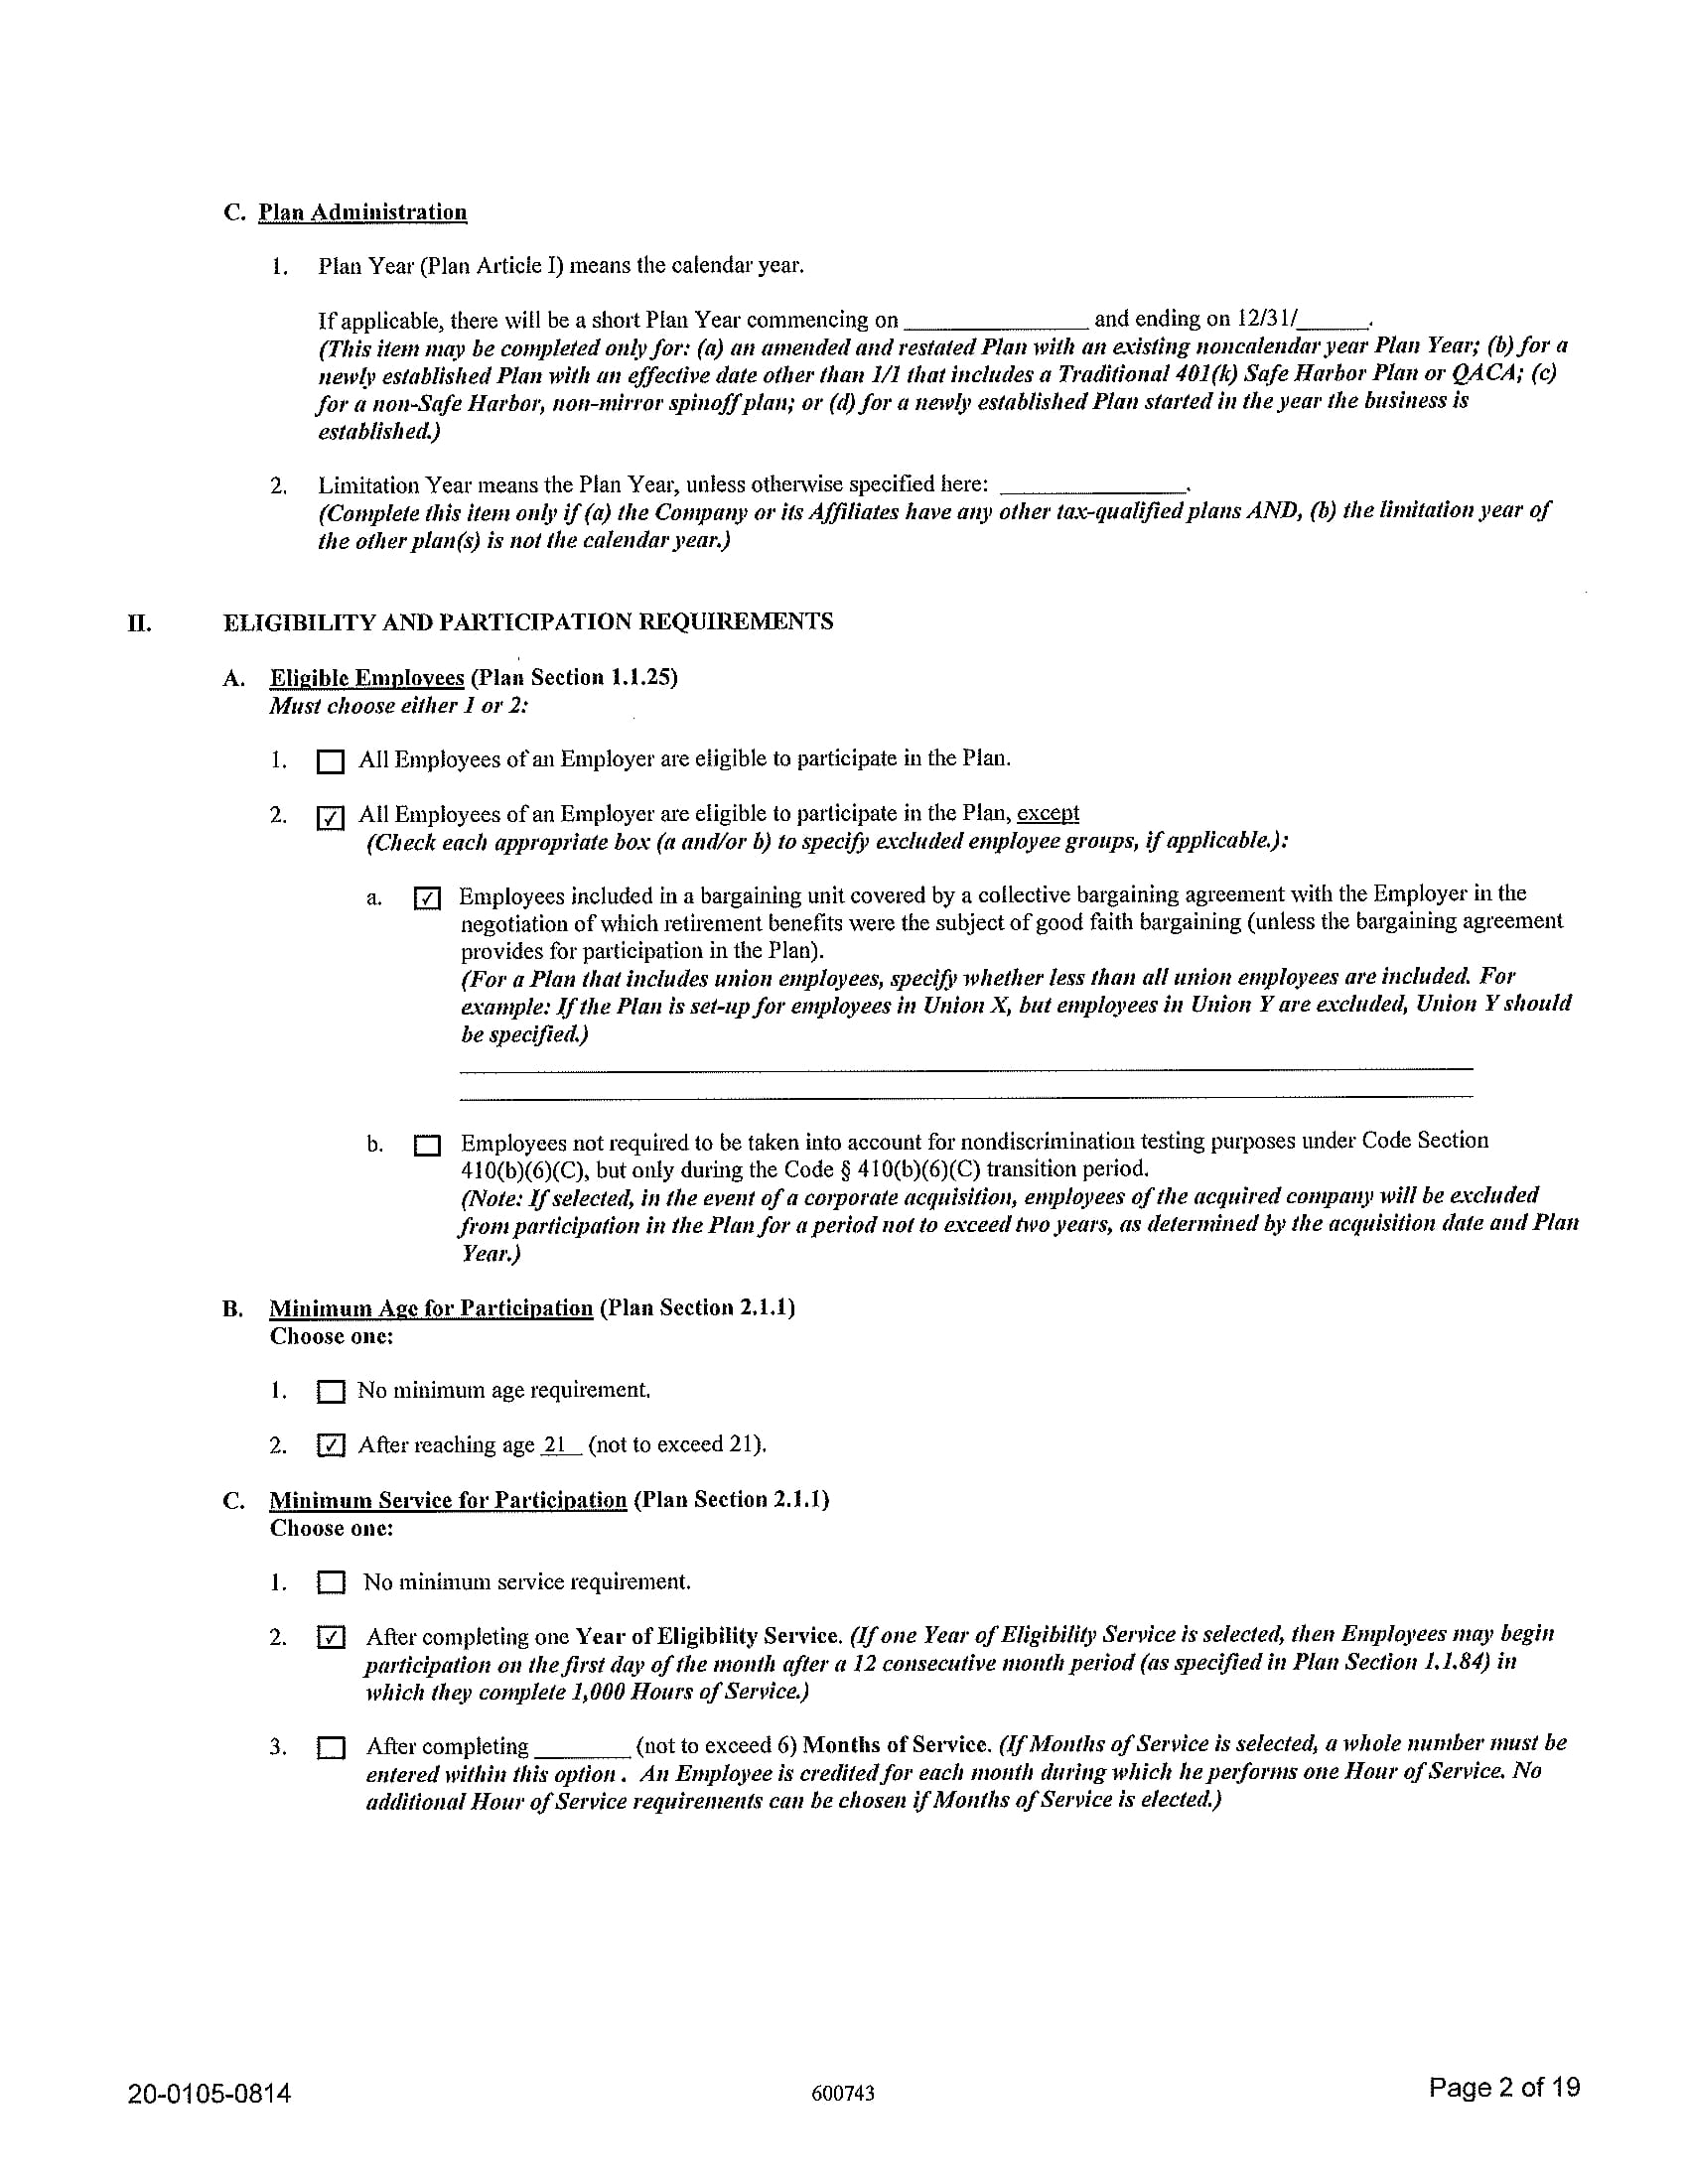 C. Plan Administration
1. Plan Year (Plan Article I) means the calendar year.
If applicable, there will be a short Plan Year commencing on ________________ and ending on 12/31/______.
(This item may be completed only for: (a) an amended and restated Plan with an existing noncalendar year Plan Year; (b) for a
newly established Plan with an effective date other than 1/1 that includes a Traditional 401(k) Safe Harbor Plan or QACA; (c)
for a non-Safe Harbor, non-mirror spinoff plan; or (d) for a newly established Plan started in the year the business is
established.)
2. Limitation Year means the Plan Year, unless otherwise specified here: ________________.
(Complete this item only if (a) the Company or its Affiliates have any other tax-qualified plans AND, (b) the limitation year of
the other plan(s) is not the calendar year.)
II. ELIGIBILITY AND PARTICIPATION REQUIREMENTS
A. Eligible Employees (Plan Section 1.1.25)
Must choose either 1 or 2:
1. ☐ All Employees of an Employer are eligible to participate in the Plan.
2. ☑ All Employees of an Employer are eligible to participate in the Plan, except
(Check each appropriate box (a and/or b) to specify excluded employee groups, if applicable.):
a. ☑ Employees included in a bargaining unit covered by a collective bargaining agreement with the Employer in the
negotiation of which retirement benefits were the subject of good faith bargaining (unless the bargaining agreement
provides for participation in the Plan).
(For a Plan that includes union employees, specify whether less than all union employees are included. For
example: If the Plan is set-up for employees in Union X, but employees in Union Y are excluded, Union Y should
be specified.)
b. ☐ Employees not required to be taken into account for nondiscrimination testing purposes under Code Section
410(b)(6)(C), but only during the Code § 410(b)(6)(C) transition period.
(Note: If selected, in the event of a corporate acquisition, employees of the acquired company will be excluded
from participation in the Plan for a period not to exceed two years, as determined by the acquisition date and Plan
Year.)
B. Minimum Age for Participation (Plan Section 2.1.1)
Choose one:
1. ☐ No minimum age requirement.
2. ☑ After reaching age 21 (not to exceed 21).
C. Minimum Service for Participation (Plan Section 2.1.1)
Choose one:
1. ☐ No minimum service requirement.
2. ☑ After completing one Year of Eligibility Service. (If one Year of Eligibility Service is selected, then Employees may begin
participation on the first day of the month after a 12 consecutive month period (as specified in Plan Section 1.1.84) in
which they complete 1,000 Hours of Service.)
3. ☐ After completing ________ (not to exceed 6) Months of Service. (If Months of Service is selected, a whole number must be
entered within this option . An Employee is credited for each month during which he performs one Hour of Service. No
additional Hour of Service requirements can be chosen if Months of Service is elected.)
20-0105-0814 600743 Page 2 of 19